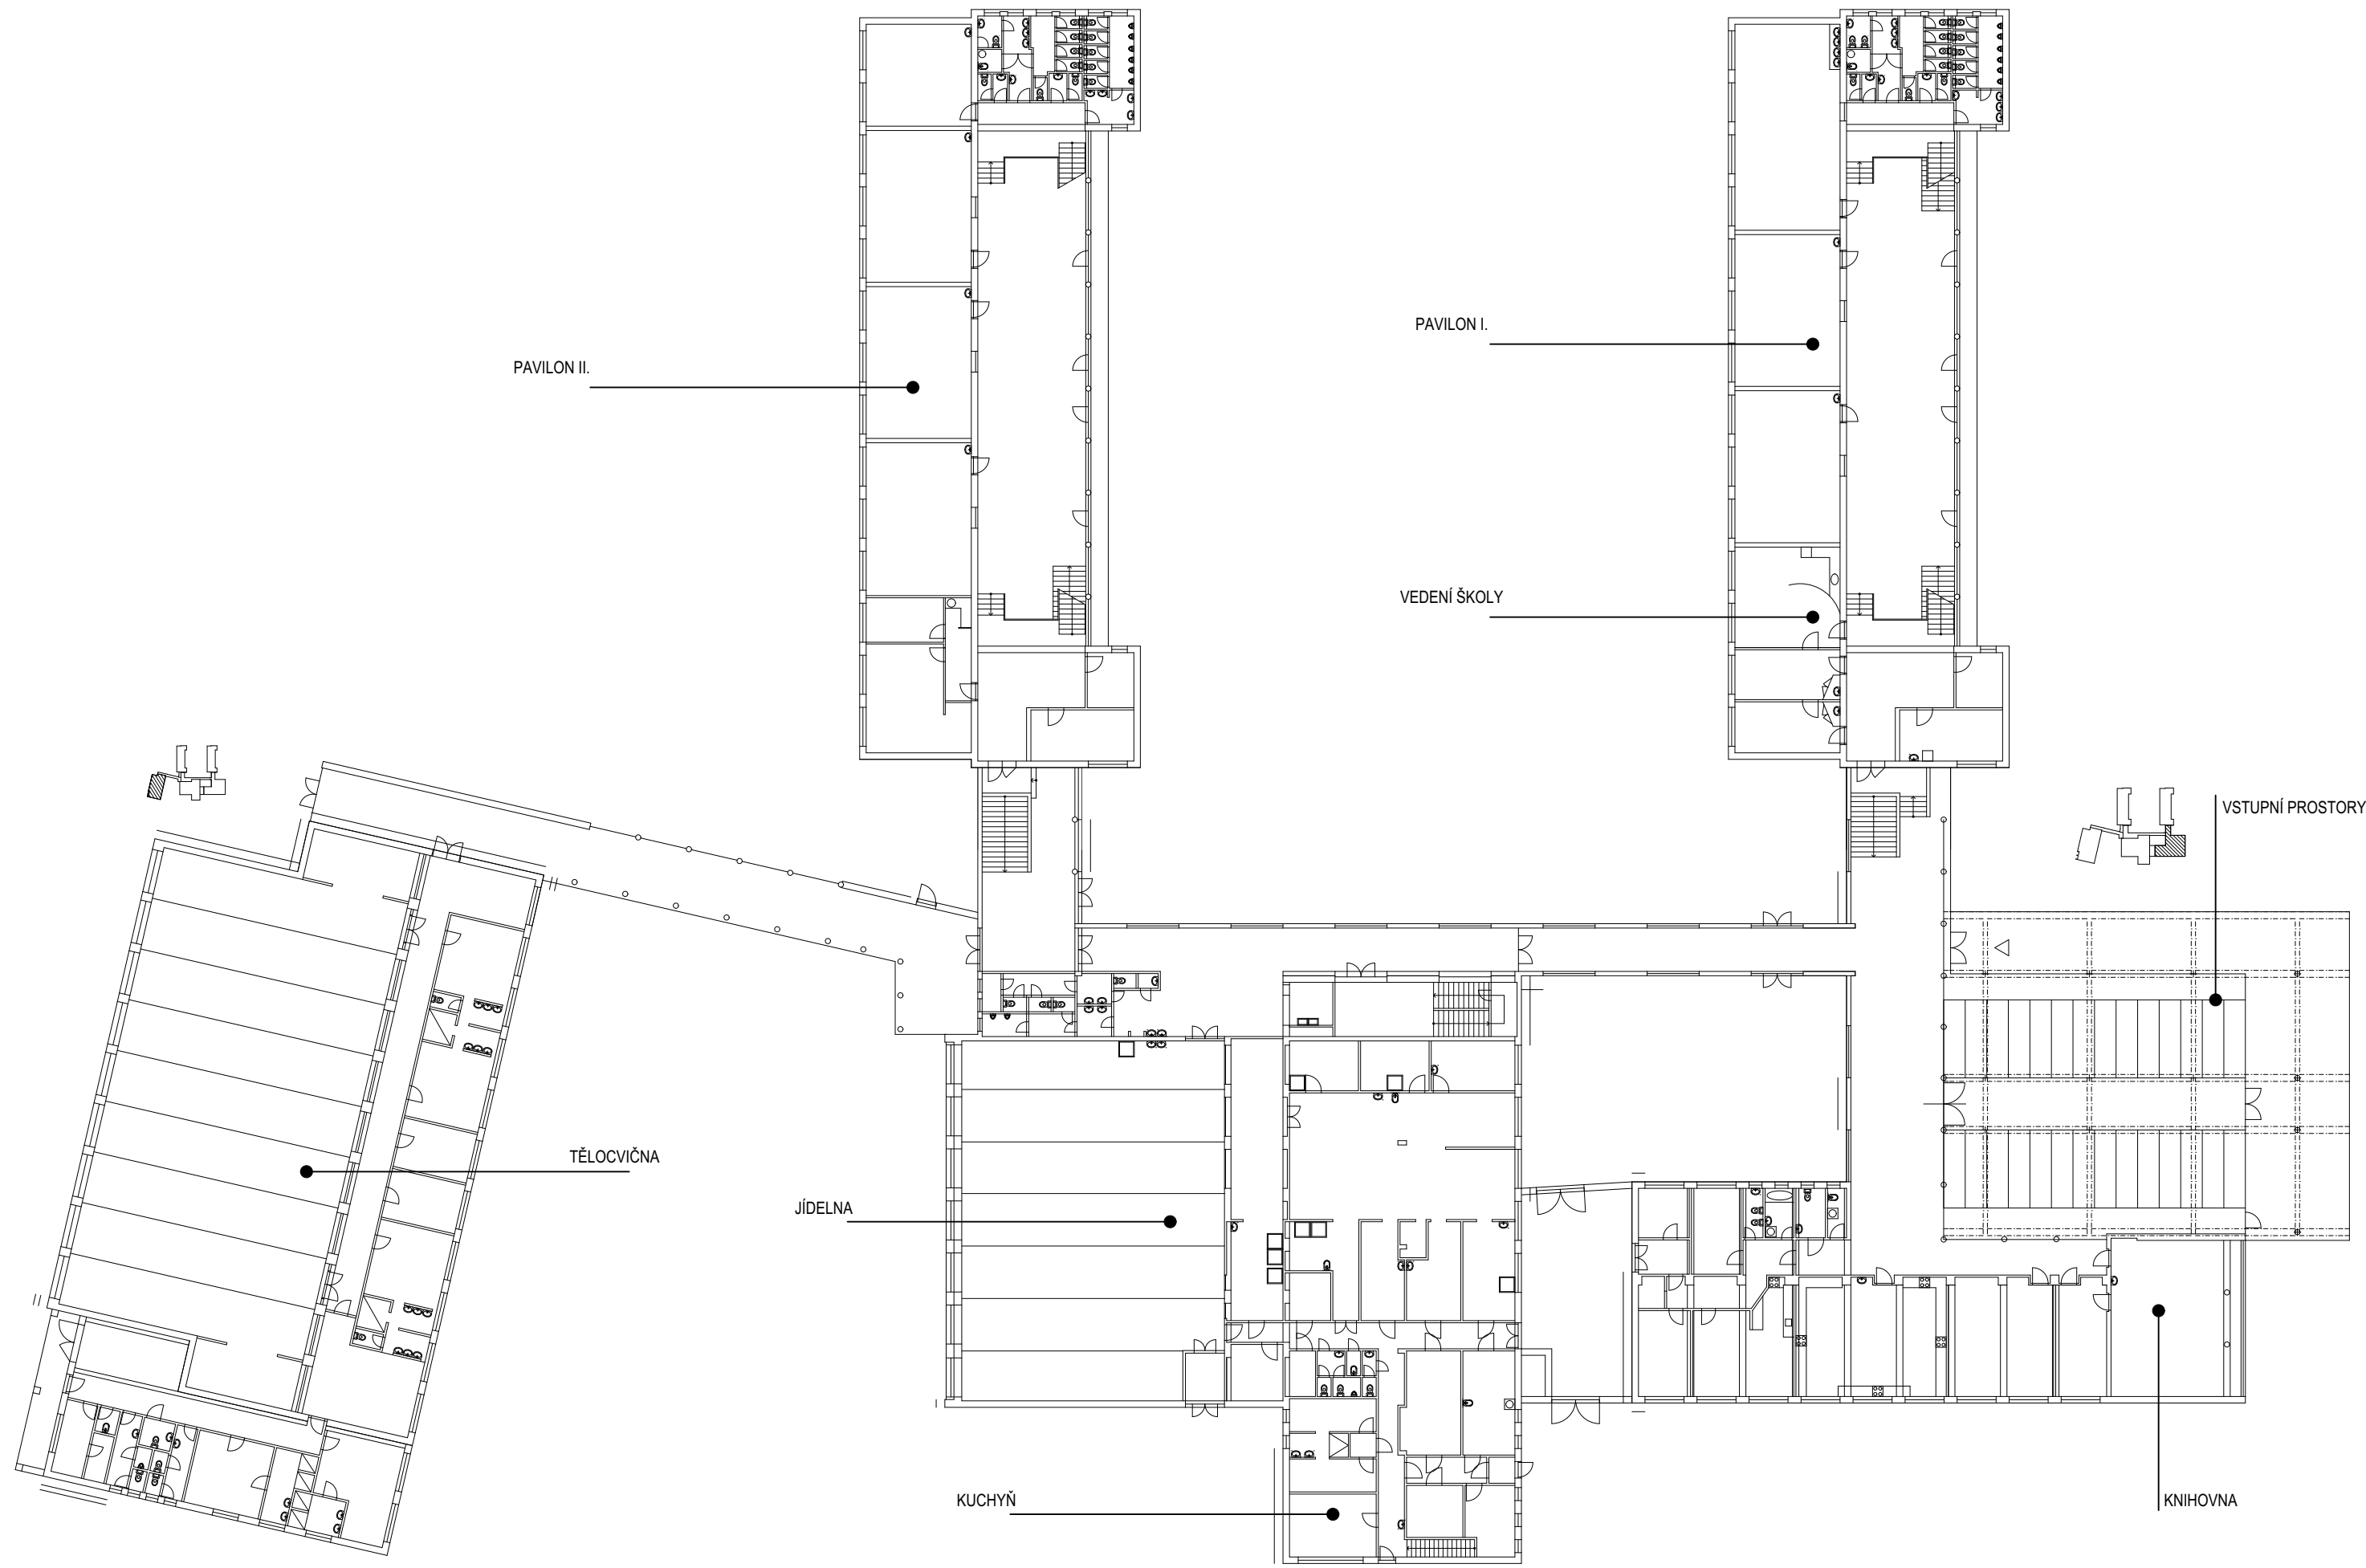 PAVILON I.
PAVILON II.
VEDENÍ ŠKOLY
VSTUPNÍ PROSTORY
TĚLOCVIČNA
JÍDELNA
KUCHYŇ
KNIHOVNA